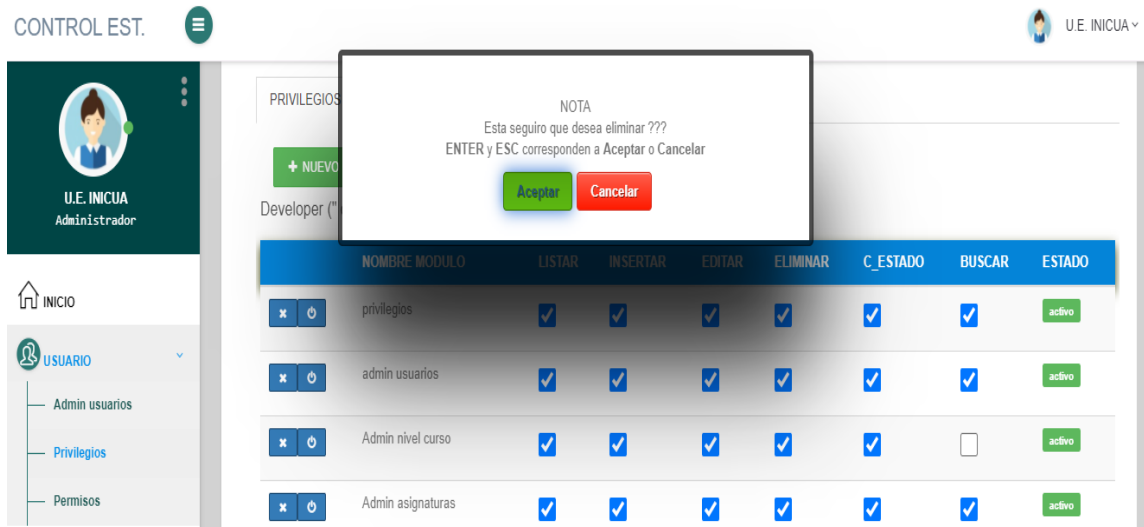 CONTROL EST.
U.E. INICUA
U.E. INICUA
Administrador
INICIO
USUARIO
Admin usuarios
Privilegios
Permisos
PRIVILEGIOS
+ NUEVO
Developer ("
NOTA
Esta seguiro que desea eliminar ???
ENTER y ESC corresponden a Aceptar o Cancelar
Aceptar Cancelar
NOMBRE MODULO LISTAR INSERTAR EDITAR ELIMINAR C_ESTADO BUSCAR ESTADO
privilegios activo
admin usuarios activo
Admin nivel curso activo
Admin asignaturas activo